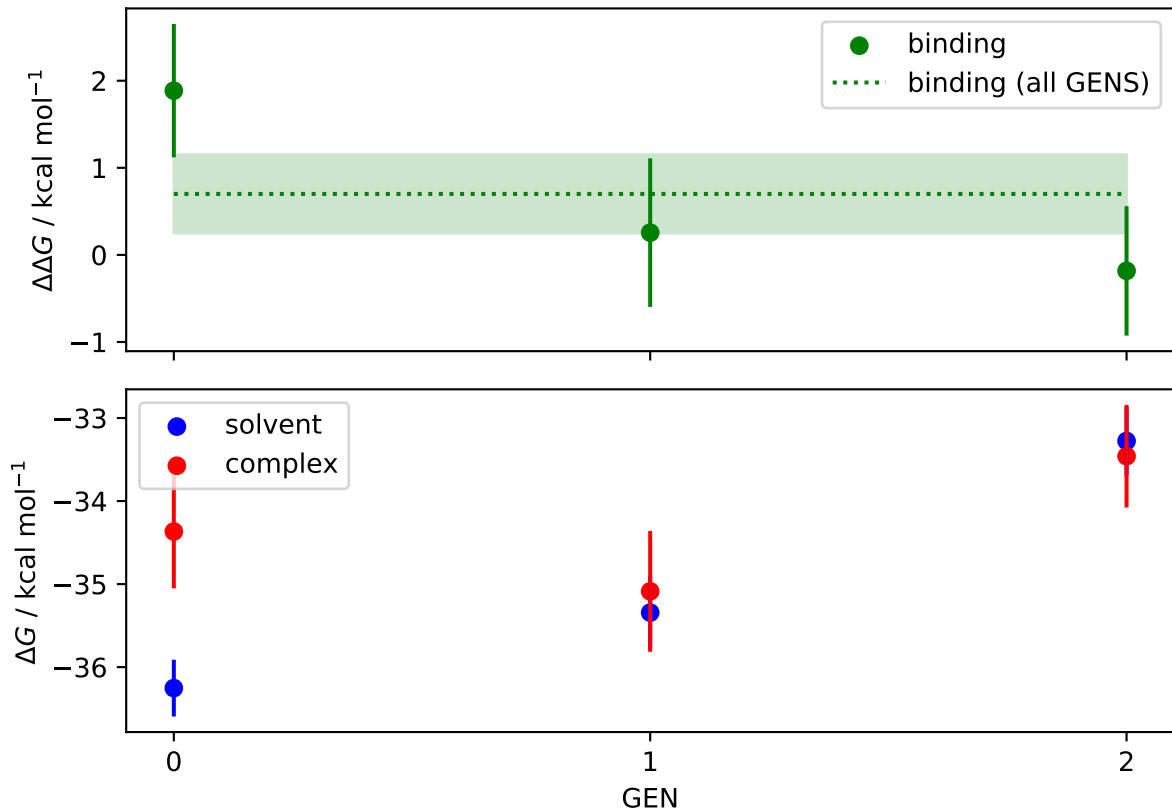 binding
binding (all GENS)
ΔΔG / kcal mol⁻¹
2
1
0
−1
solvent
complex
ΔG / kcal mol⁻¹
−33
−34
−35
−36
0 1 2
GEN